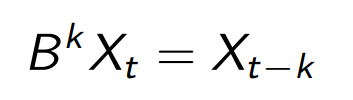 $B^k X_t = X_{t-k}$